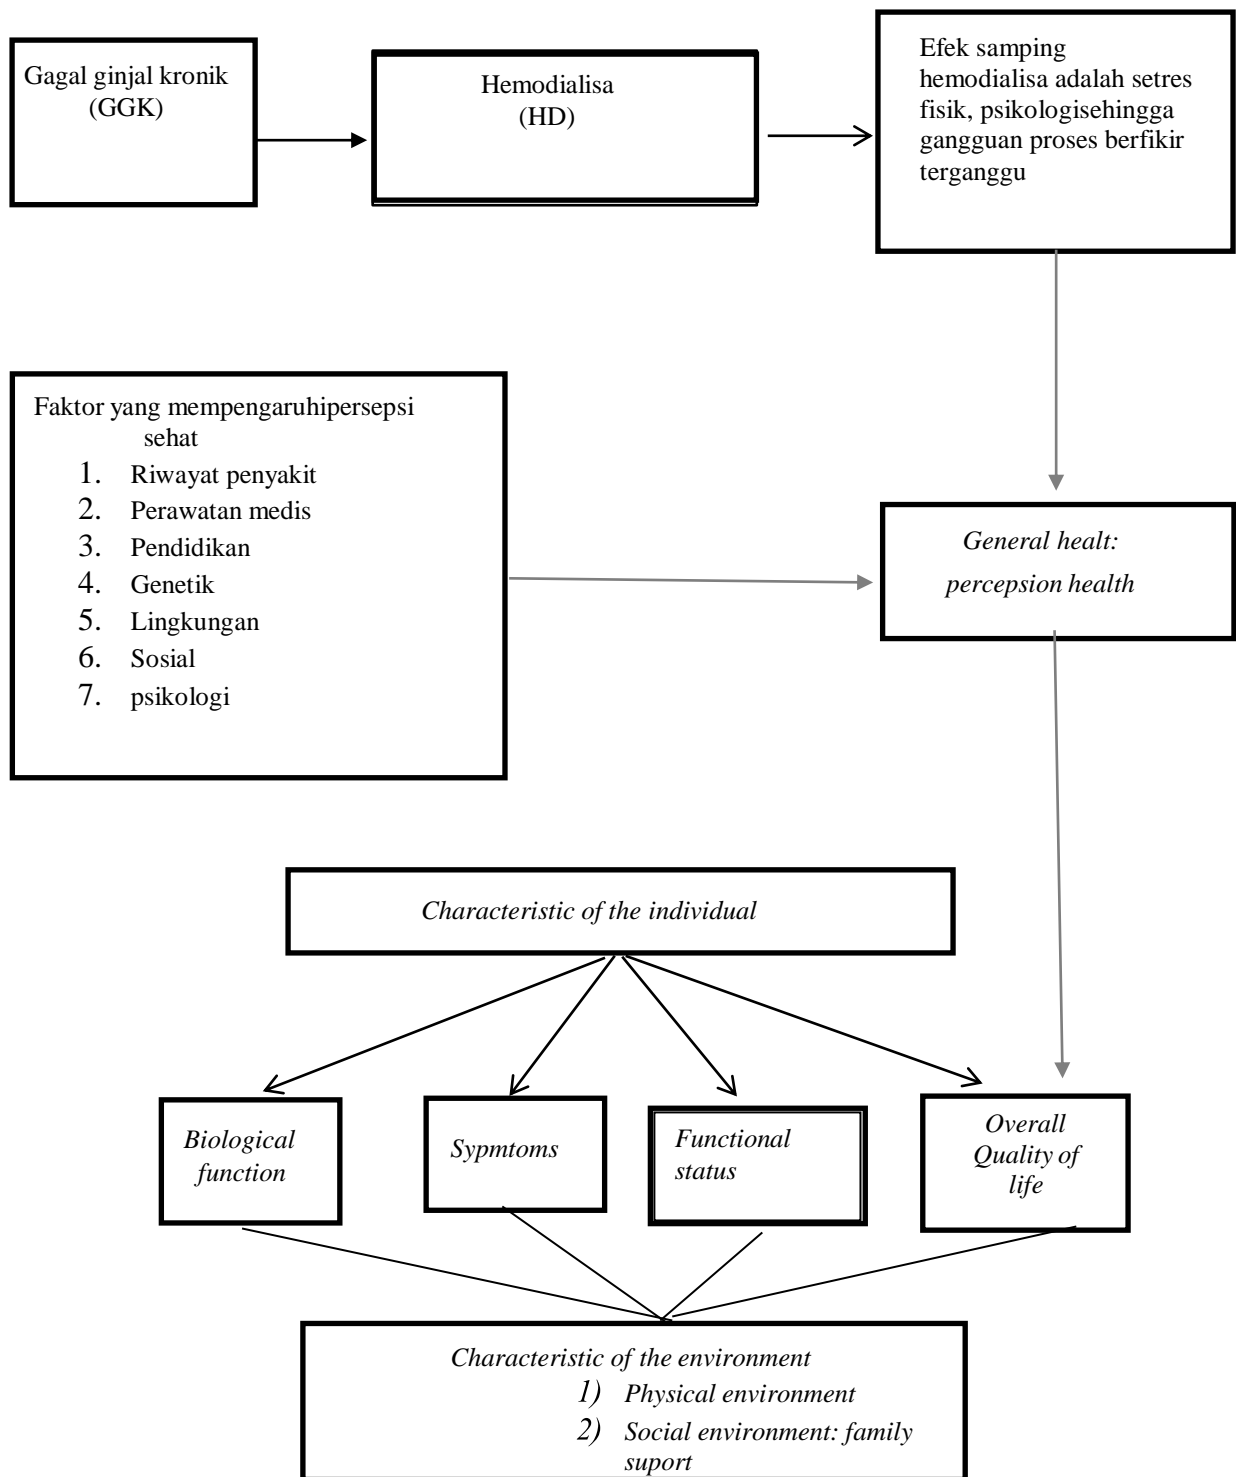 Gagal ginjal kronik
(GGK)
Hemodialisa
(HD)
Efek samping
hemodialisa adalah setres
fisik, psikologisehingga
gangguan proses berfikir
terganggu
Faktor yang mempengaruhipersepsi
sehat
1. Riwayat penyakit
2. Perawatan medis
3. Pendidikan
4. Genetik
5. Lingkungan
6. Sosial
7. psikologi
General healt:
percepsion health
Characteristic of the individual
Biological
function
Sypmtoms
Functional
status
Overall
Quality of
life
Characteristic of the environment
1) Physical environment
2) Social environment: family
suport